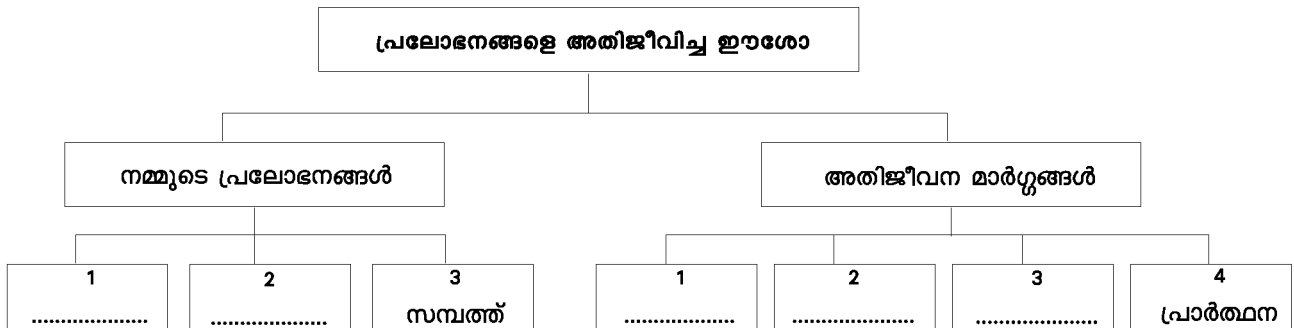 പ്രലോഭനങ്ങളെ അതിജീവിച്ച ഈശോ
നമ്മുടെ പ്രലോഭനങ്ങൾ
അതിജീവന മാർഗ്ഗങ്ങൾ
1 2 3 1 2 3 4
.................... .................... സമ്പത്ത് ................... ..................... ..................... പ്രാർത്ഥന